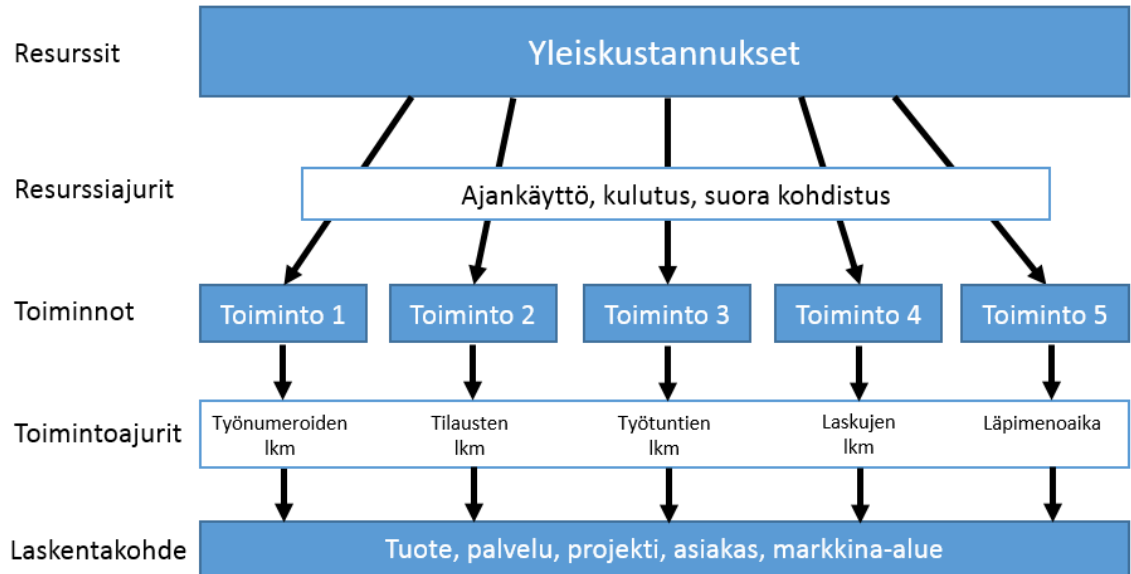 Resurssit
Yleiskustannukset
Resurssiajurit
Ajankäyttö, kulutus, suora kohdistus
Toiminnot
Toiminto 1
Toiminto 2
Toiminto 3
Toiminto 4
Toiminto 5
Toimintoajurit
Työnumeroiden
lkm
Tilausten
lkm
Työtuntien
lkm
Laskujen
lkm
Läpimenoaika
Laskentakohde
Tuote, palvelu, projekti, asiakas, markkina-alue